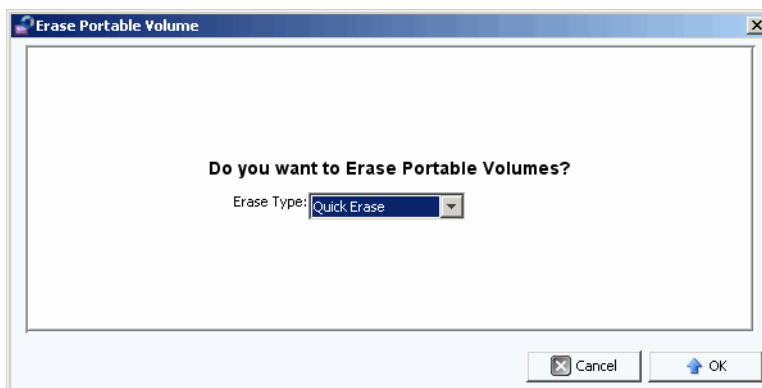 Erase Portable Volume
Do you want to Erase Portable Volumes?
Erase Type: Quick Erase
Cancel OK